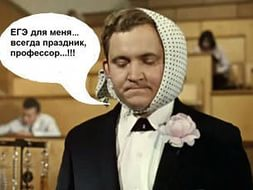 ЕГЭ для меня...
всегда праздник,
профессор...!!!